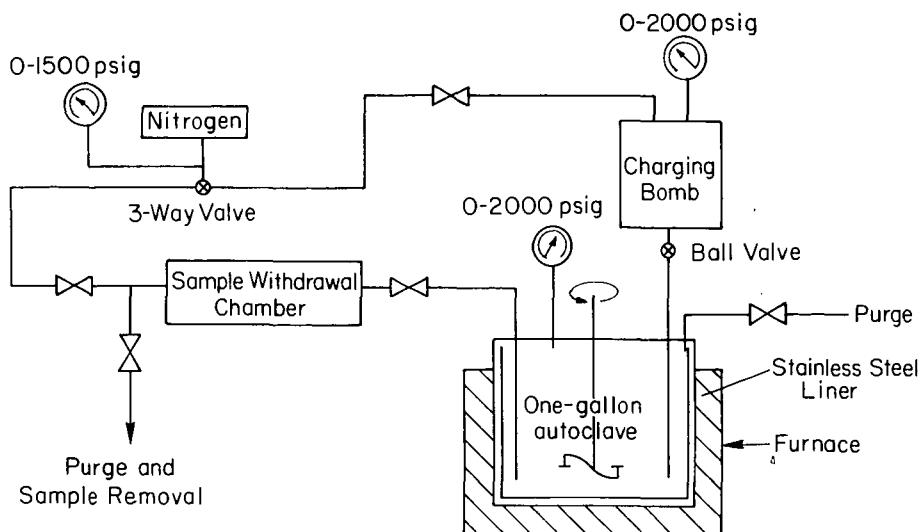 0-2000 psig
0-1500 psig
Nitrogen
Charging
Bomb
3-Way Valve
0-2000 psig
Ball Valve
Sample Withdrawal
Chamber
Purge
Stainless Steel
Liner
One-gallon
autoclave
Furnace
Purge and
Sample Removal